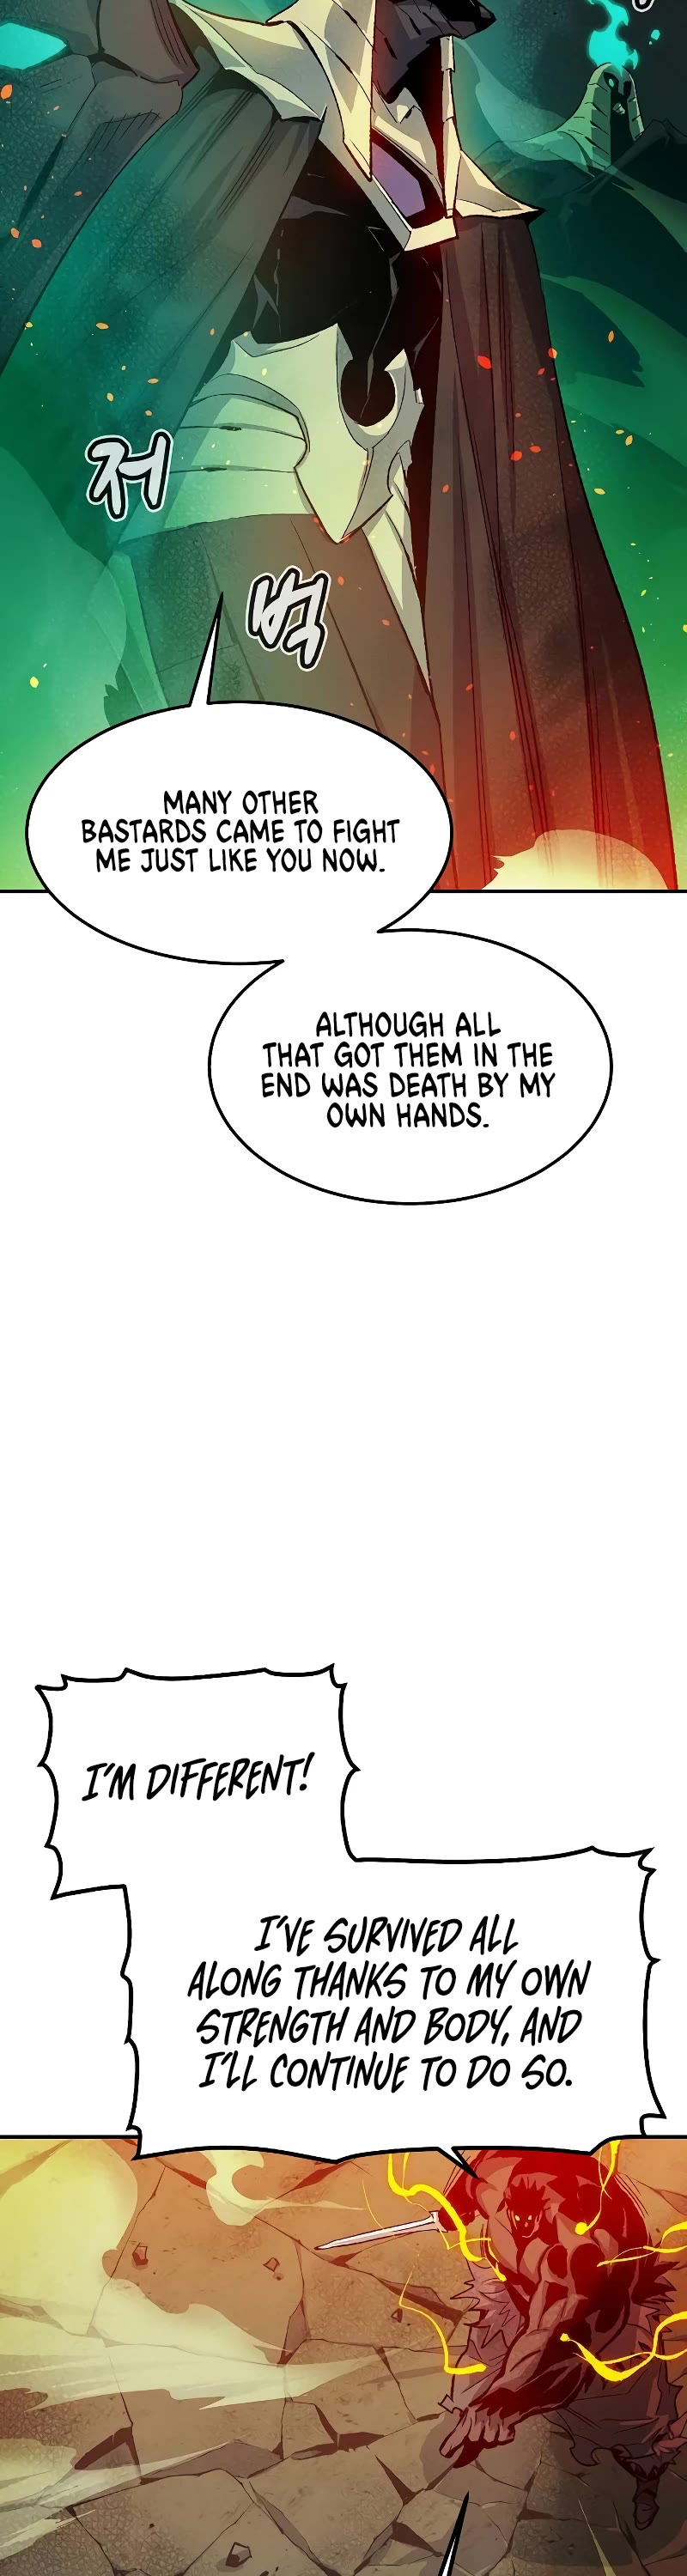 저
벅
MANY OTHER
BASTARDS CAME TO FIGHT
ME JUST LIKE YOU NOW.
ALTHOUGH ALL
THAT GOT THEM IN THE
END WAS DEATH BY MY
OWN HANDS.
I'M DIFFERENT!
I'VE SURVIVED ALL
ALONG THANKS TO MY OWN
STRENGTH AND BODY, AND
I'LL CONTINUE TO DO SO.